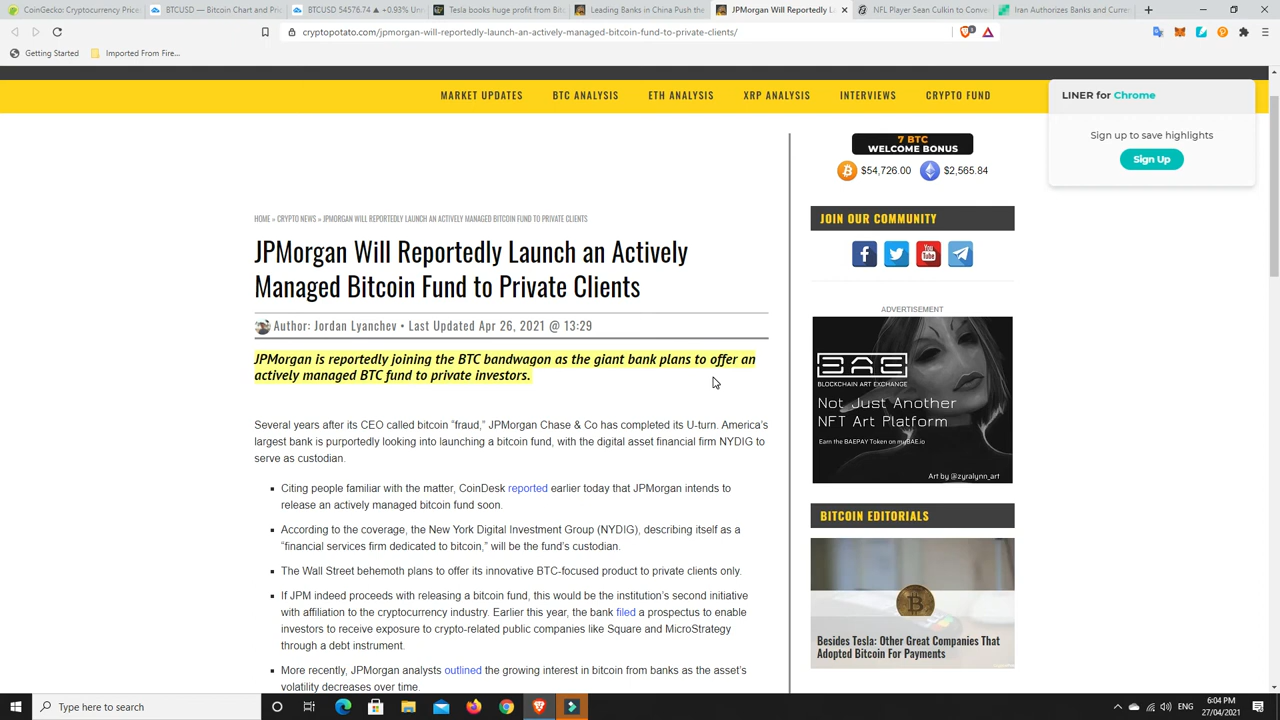 CoinGecko: Cryptocurrency Price
BTCUSD — Bitcoin Chart and Pri
BTCUSD 54576.74 ▲ +0.93% Un
Tesla books huge profit from Bit
Leading Banks in China Push the
JPMorgan Will Reportedly L
NFL Player Sean Culkin to Conve
Iran Authorizes Banks and Curre
cryptopotato.com/jpmorgan-will-reportedly-launch-an-actively-managed-bitcoin-fund-to-private-clients/
Getting Started
Imported From Fire...
MARKET UPDATES
BTC ANALYSIS
ETH ANALYSIS
XRP ANALYSIS
INTERVIEWS
CRYPTO FUND
LINER for Chrome
Sign up to save highlights
Sign Up
7 BTC
WELCOME BONUS
$54,726.00
$2,565.84
HOME » CRYPTO NEWS » JPMORGAN WILL REPORTEDLY LAUNCH AN ACTIVELY MANAGED BITCOIN FUND TO PRIVATE CLIENTS
JPMorgan Will Reportedly Launch an Actively
Managed Bitcoin Fund to Private Clients
Author: Jordan Lyanchev • Last Updated Apr 26, 2021 @ 13:29
JPMorgan is reportedly joining the BTC bandwagon as the giant bank plans to offer an
actively managed BTC fund to private investors.
Several years after its CEO called bitcoin “fraud,” JPMorgan Chase & Co has completed its U-turn. America’s
largest bank is purportedly looking into launching a bitcoin fund, with the digital asset financial firm NYDIG to
serve as custodian.
Citing people familiar with the matter, CoinDesk reported earlier today that JPMorgan intends to
release an actively managed bitcoin fund soon.
According to the coverage, the New York Digital Investment Group (NYDIG), describing itself as a
“financial services firm dedicated to bitcoin,” will be the fund’s custodian.
The Wall Street behemoth plans to offer its innovative BTC-focused product to private clients only.
If JPM indeed proceeds with releasing a bitcoin fund, this would be the institution’s second initiative
with affiliation to the cryptocurrency industry. Earlier this year, the bank filed a prospectus to enable
investors to receive exposure to crypto-related public companies like Square and MicroStrategy
through a debt instrument.
More recently, JPMorgan analysts outlined the growing interest in bitcoin from banks as the asset’s
volatility decreases over time.
JOIN OUR COMMUNITY
You
Tube
ADVERTISEMENT
BAE
BLOCKCHAIN ART EXCHANGE
Not Just Another
NFT Art Platform
Earn the BAEPAY Token on myBAE.io
Art by @zyralynn_art
BITCOIN EDITORIALS
Besides Tesla: Other Great Companies That
Adopted Bitcoin For Payments
Type here to search
ENG
6:04 PM
27/04/2021